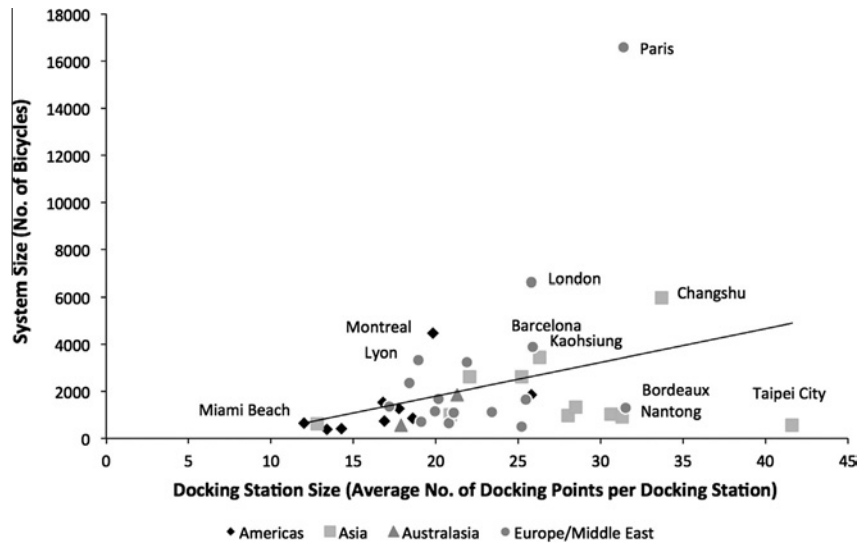 System Size (No. of Bicycles)
18000
16000
14000
12000
10000
8000
6000
4000
2000
0
Paris
London
Changshu
Montreal
Barcelona
Kaohsiung
Lyon
Miami Beach
Bordeaux
Nantong
Taipei City
0 5 10 15 20 25 30 35 40 45
Docking Station Size (Average No. of Docking Points per Docking Station)
Americas Asia Australasia Europe/Middle East